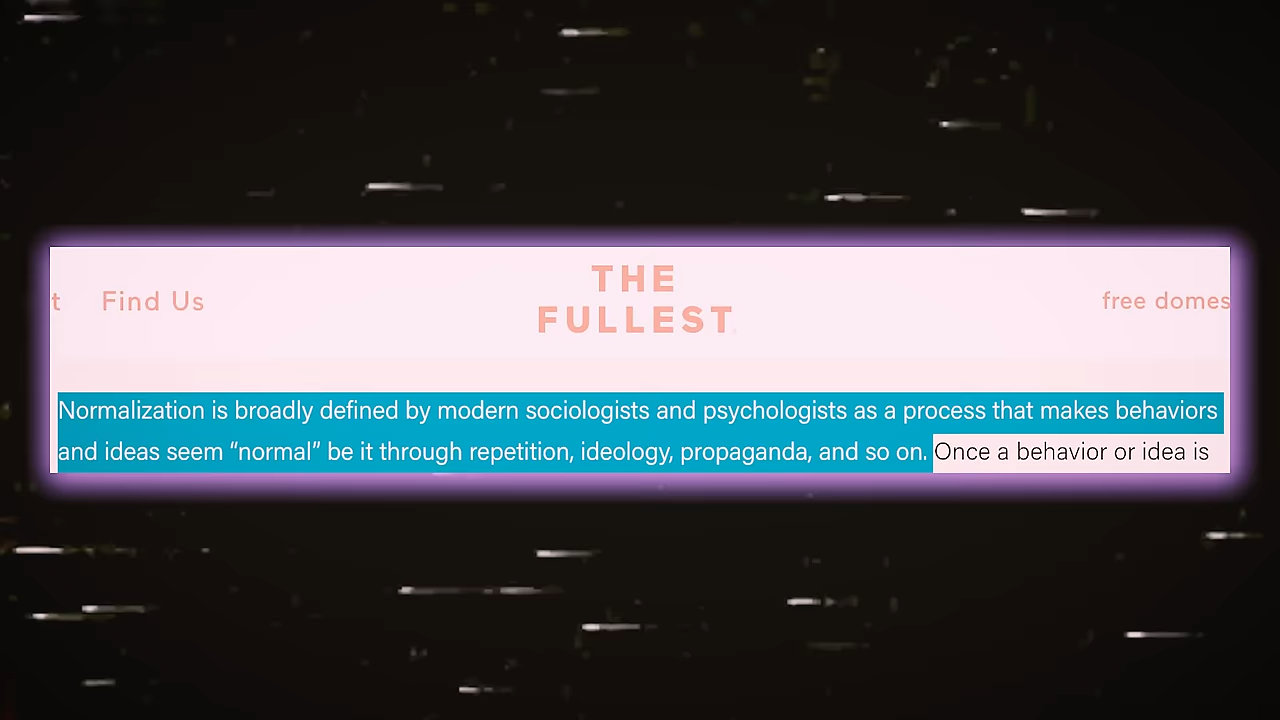 t Find Us
THE
FULLEST
free domes
Normalization is broadly defined by modern sociologists and psychologists as a process that makes behaviors
and ideas seem “normal” be it through repetition, ideology, propaganda, and so on. Once a behavior or idea is